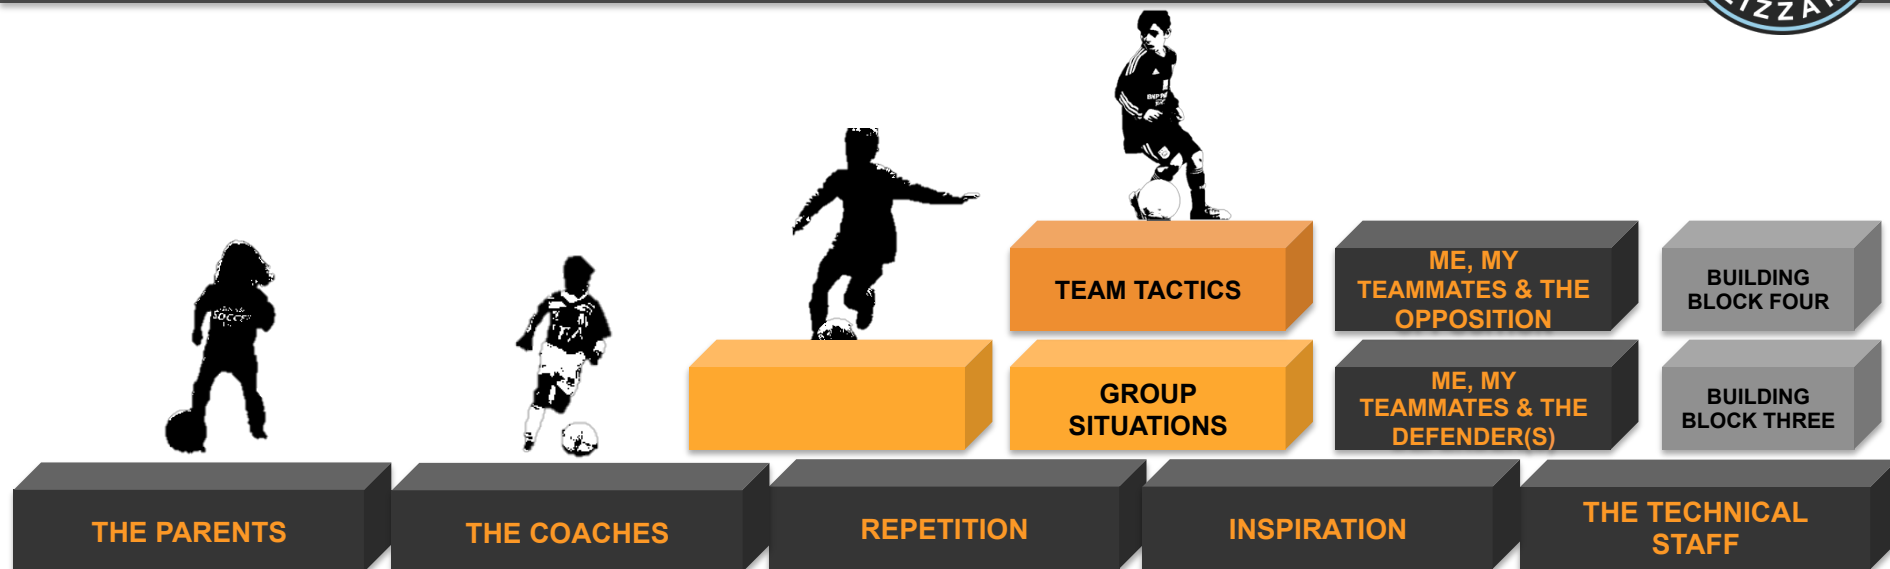 TEAM TACTICS
ME, MY
TEAMMATES & THE
OPPOSITION
BUILDING
BLOCK FOUR
GROUP
SITUATIONS
ME, MY
TEAMMATES & THE
DEFENDER(S)
BUILDING
BLOCK THREE
THE PARENTS
THE COACHES
REPETITION
INSPIRATION
THE TECHNICAL
STAFF
SOCCER